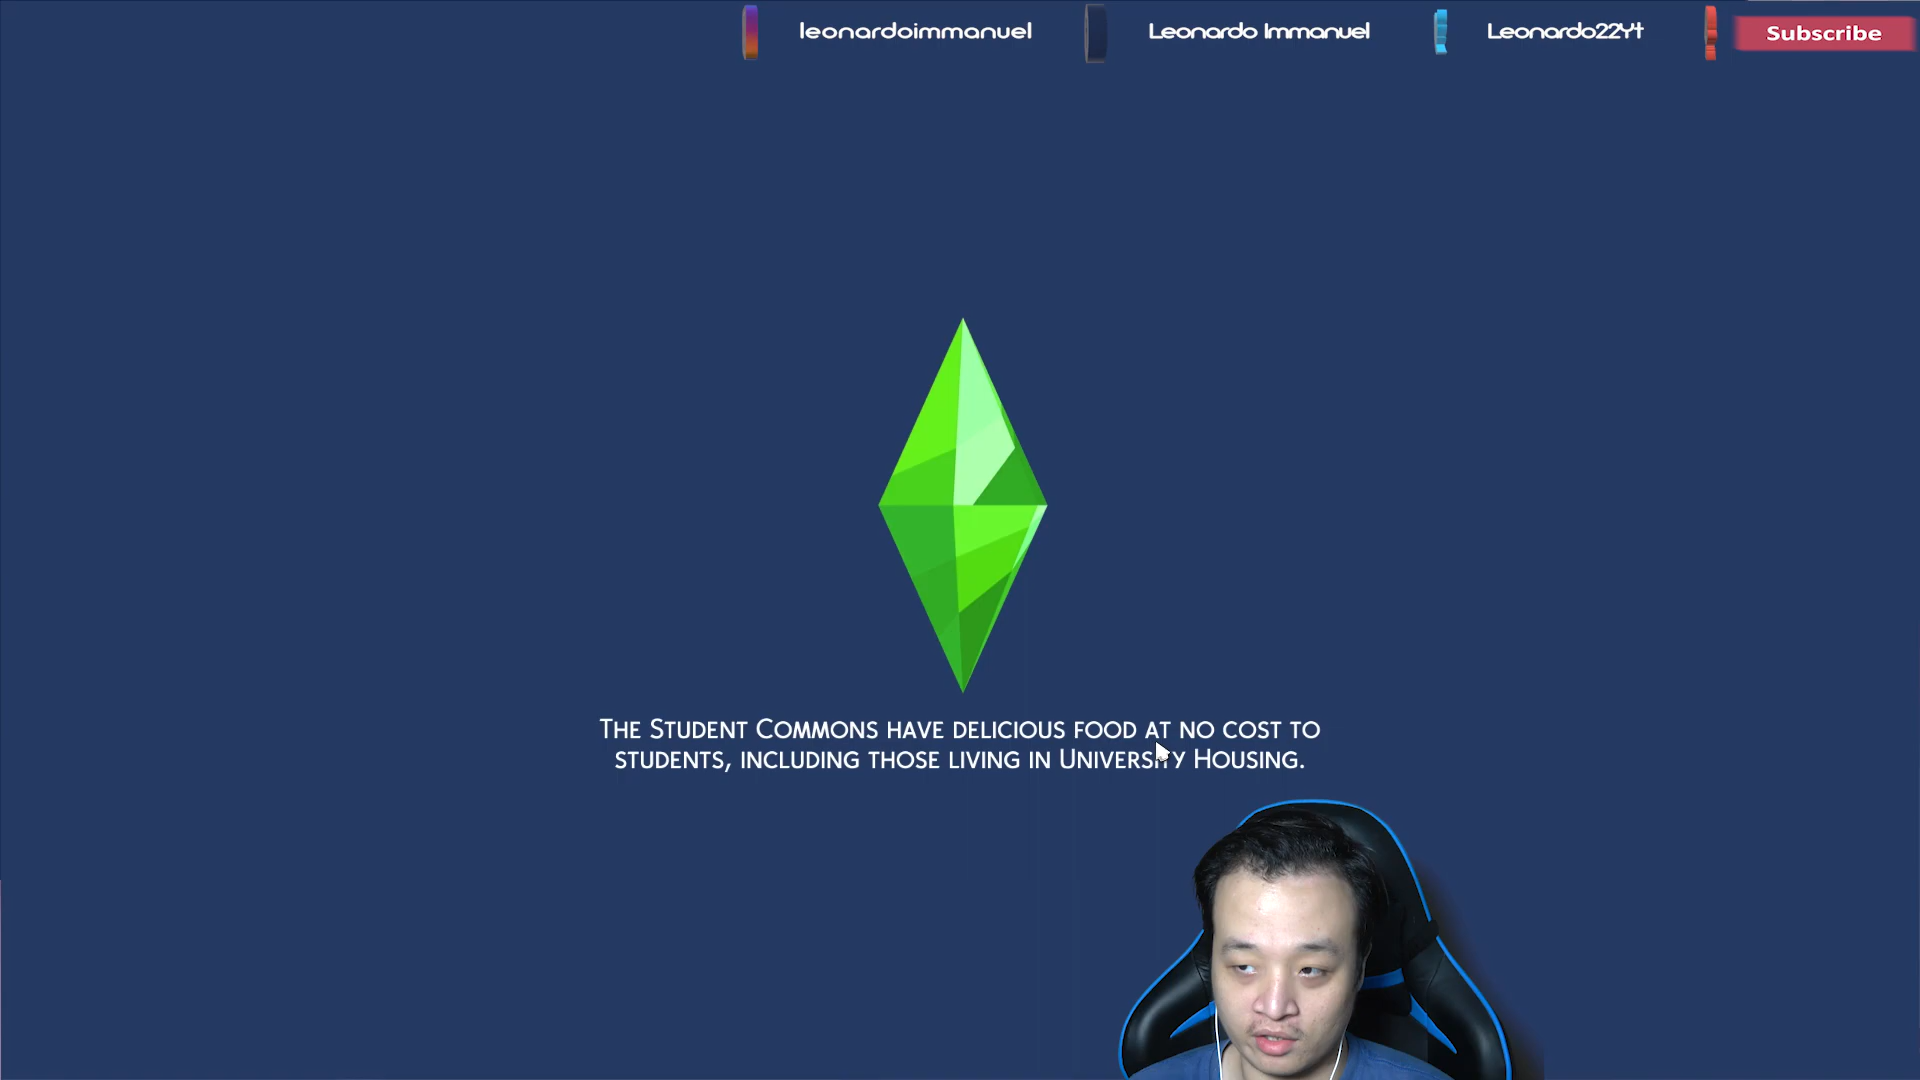 leonardoimmanuel
Leonardo Immanuel
Leonardo22Yt
Subscribe
The Student Commons have delicious food at no cost to
students, including those living in University Housing.